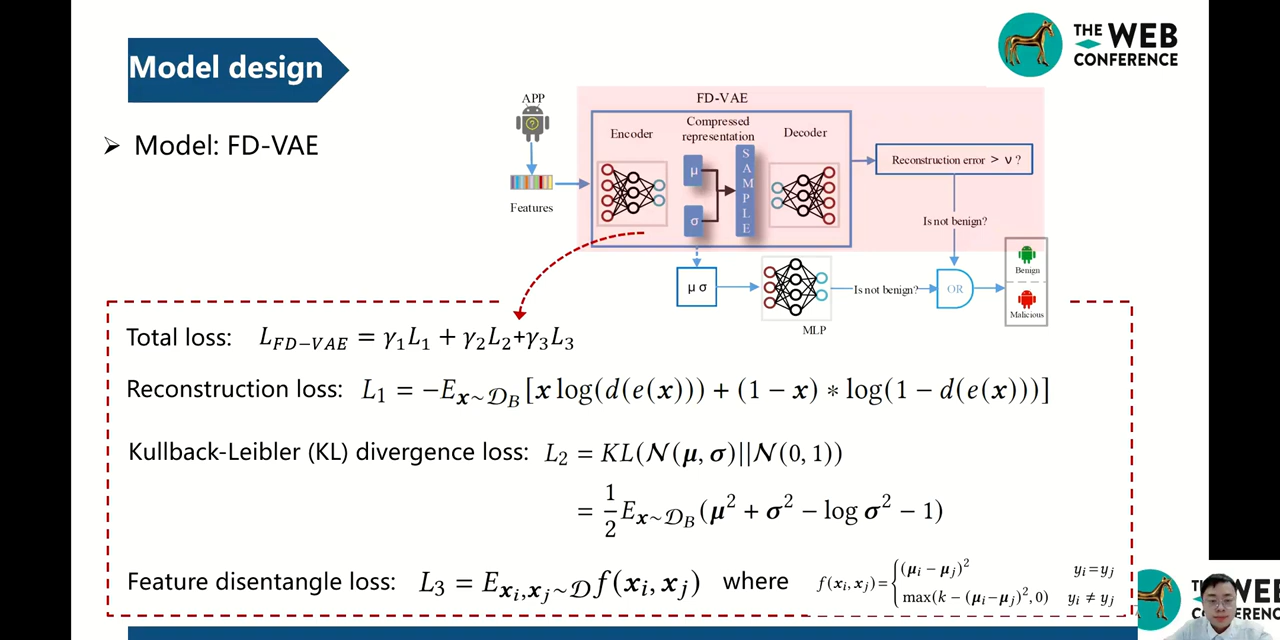 Model design
THE WEB
CONFERENCE
➢ Model: FD-VAE
APP
Features
FD-VAE
Encoder
Compressed
representation
Decoder
μ
σ
SAMPLE
Reconstruction error > ν ?
Is not benign?
μ σ
MLP
Is not benign?
OR
Benign
Malicious
Total loss: L_{FD-VAE} = γ₁L₁ + γ₂L₂+γ₃L₃
Reconstruction loss: L₁ = −E_{x∼𝒟_B}[x log(d(e(x))) + (1 − x) ∗ log(1 − d(e(x)))]
Kullback-Leibler (KL) divergence loss: L₂ = KL(𝒩(μ, σ)||𝒩(0, 1))
= 1/2 E_{x∼𝒟_B}(μ² + σ² − log σ² − 1)
Feature disentangle loss: L₃ = E_{x_i,x_j∼𝒟} f(x_i, x_j) where f(x_i, x_j)= { (μ_i − μ_j)² y_i=y_j
max(k − (μ_i−μ_j)², 0) y_i ≠ y_j